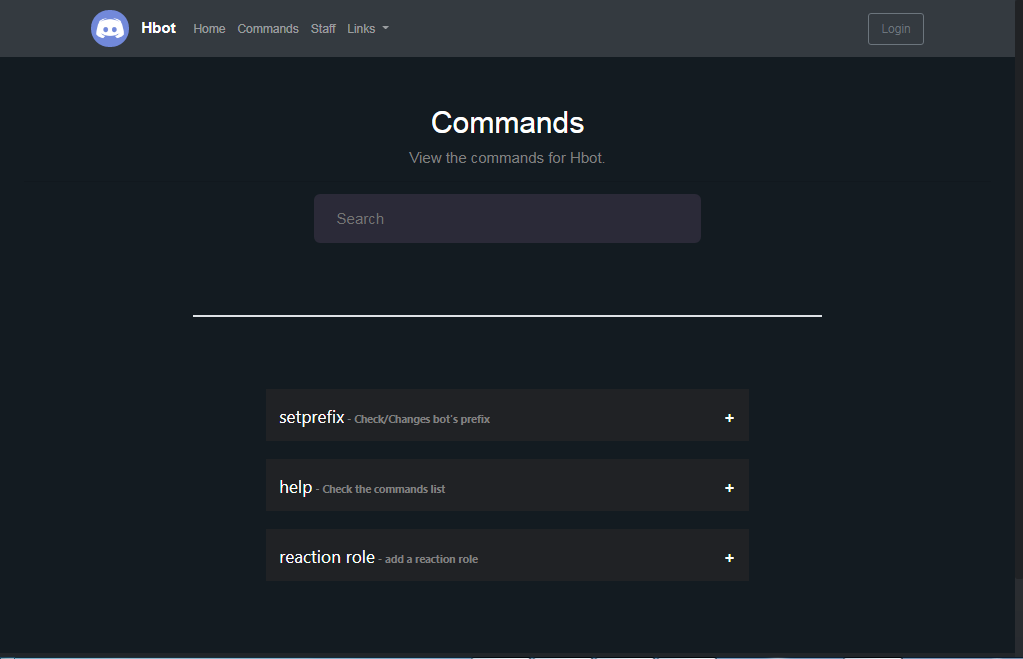 Hbot Home Commands Staff Links Login
Commands
View the commands for Hbot.
Search
setprefix - Check/Changes bot's prefix +
help - Check the commands list +
reaction role - add a reaction role +